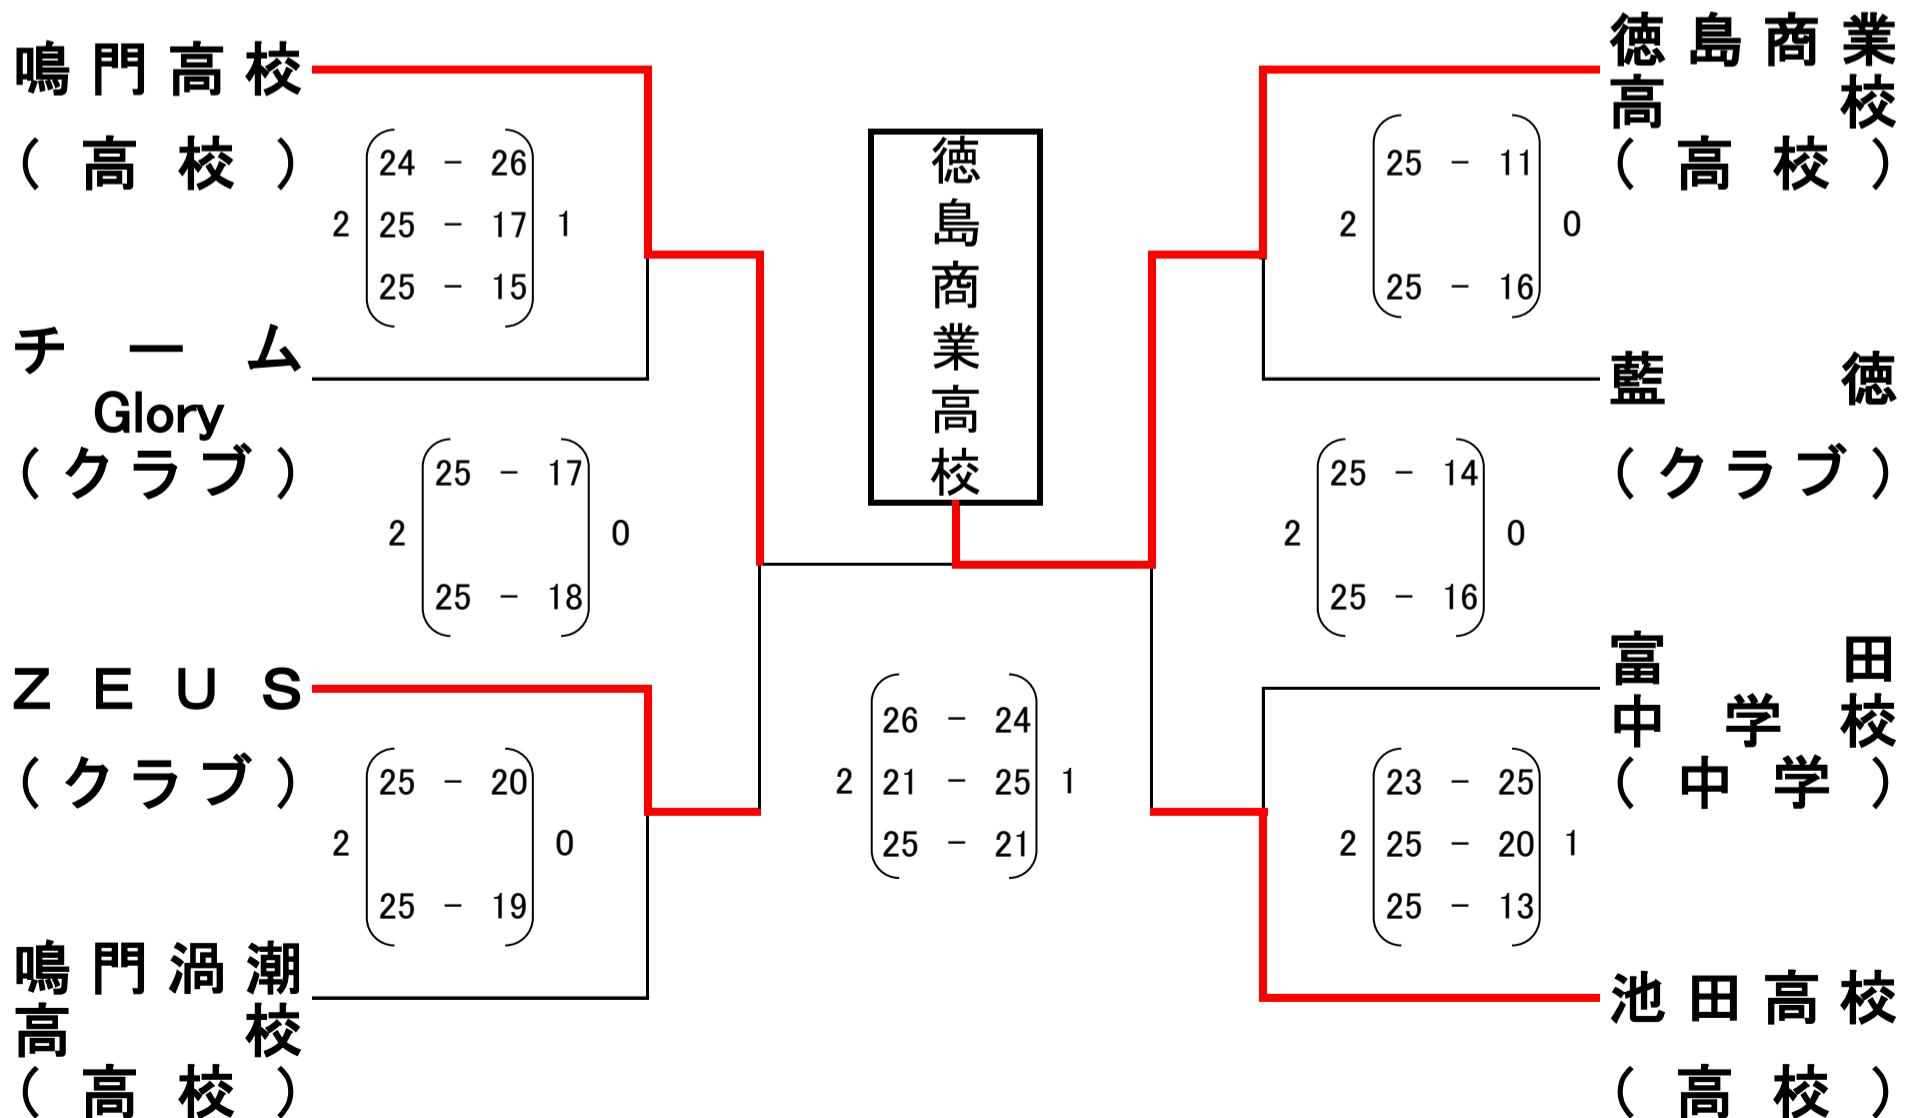 鳴門高校
(高校)
2
24 - 26
25 - 17
25 - 15
1
チーム
Glory
(クラブ)
2
25 - 17
25 - 18
0
ZEUS
(クラブ)
2
25 - 20
25 - 19
0
鳴門渦潮
高校
(高校)
徳島商業高校
2
26 - 24
21 - 25
25 - 21
1
徳島商業
高校
(高校)
2
25 - 11
25 - 16
0
藍徳
(クラブ)
2
25 - 14
25 - 16
0
富田
中学校
(中学)
2
23 - 25
25 - 20
25 - 13
1
池田高校
(高校)